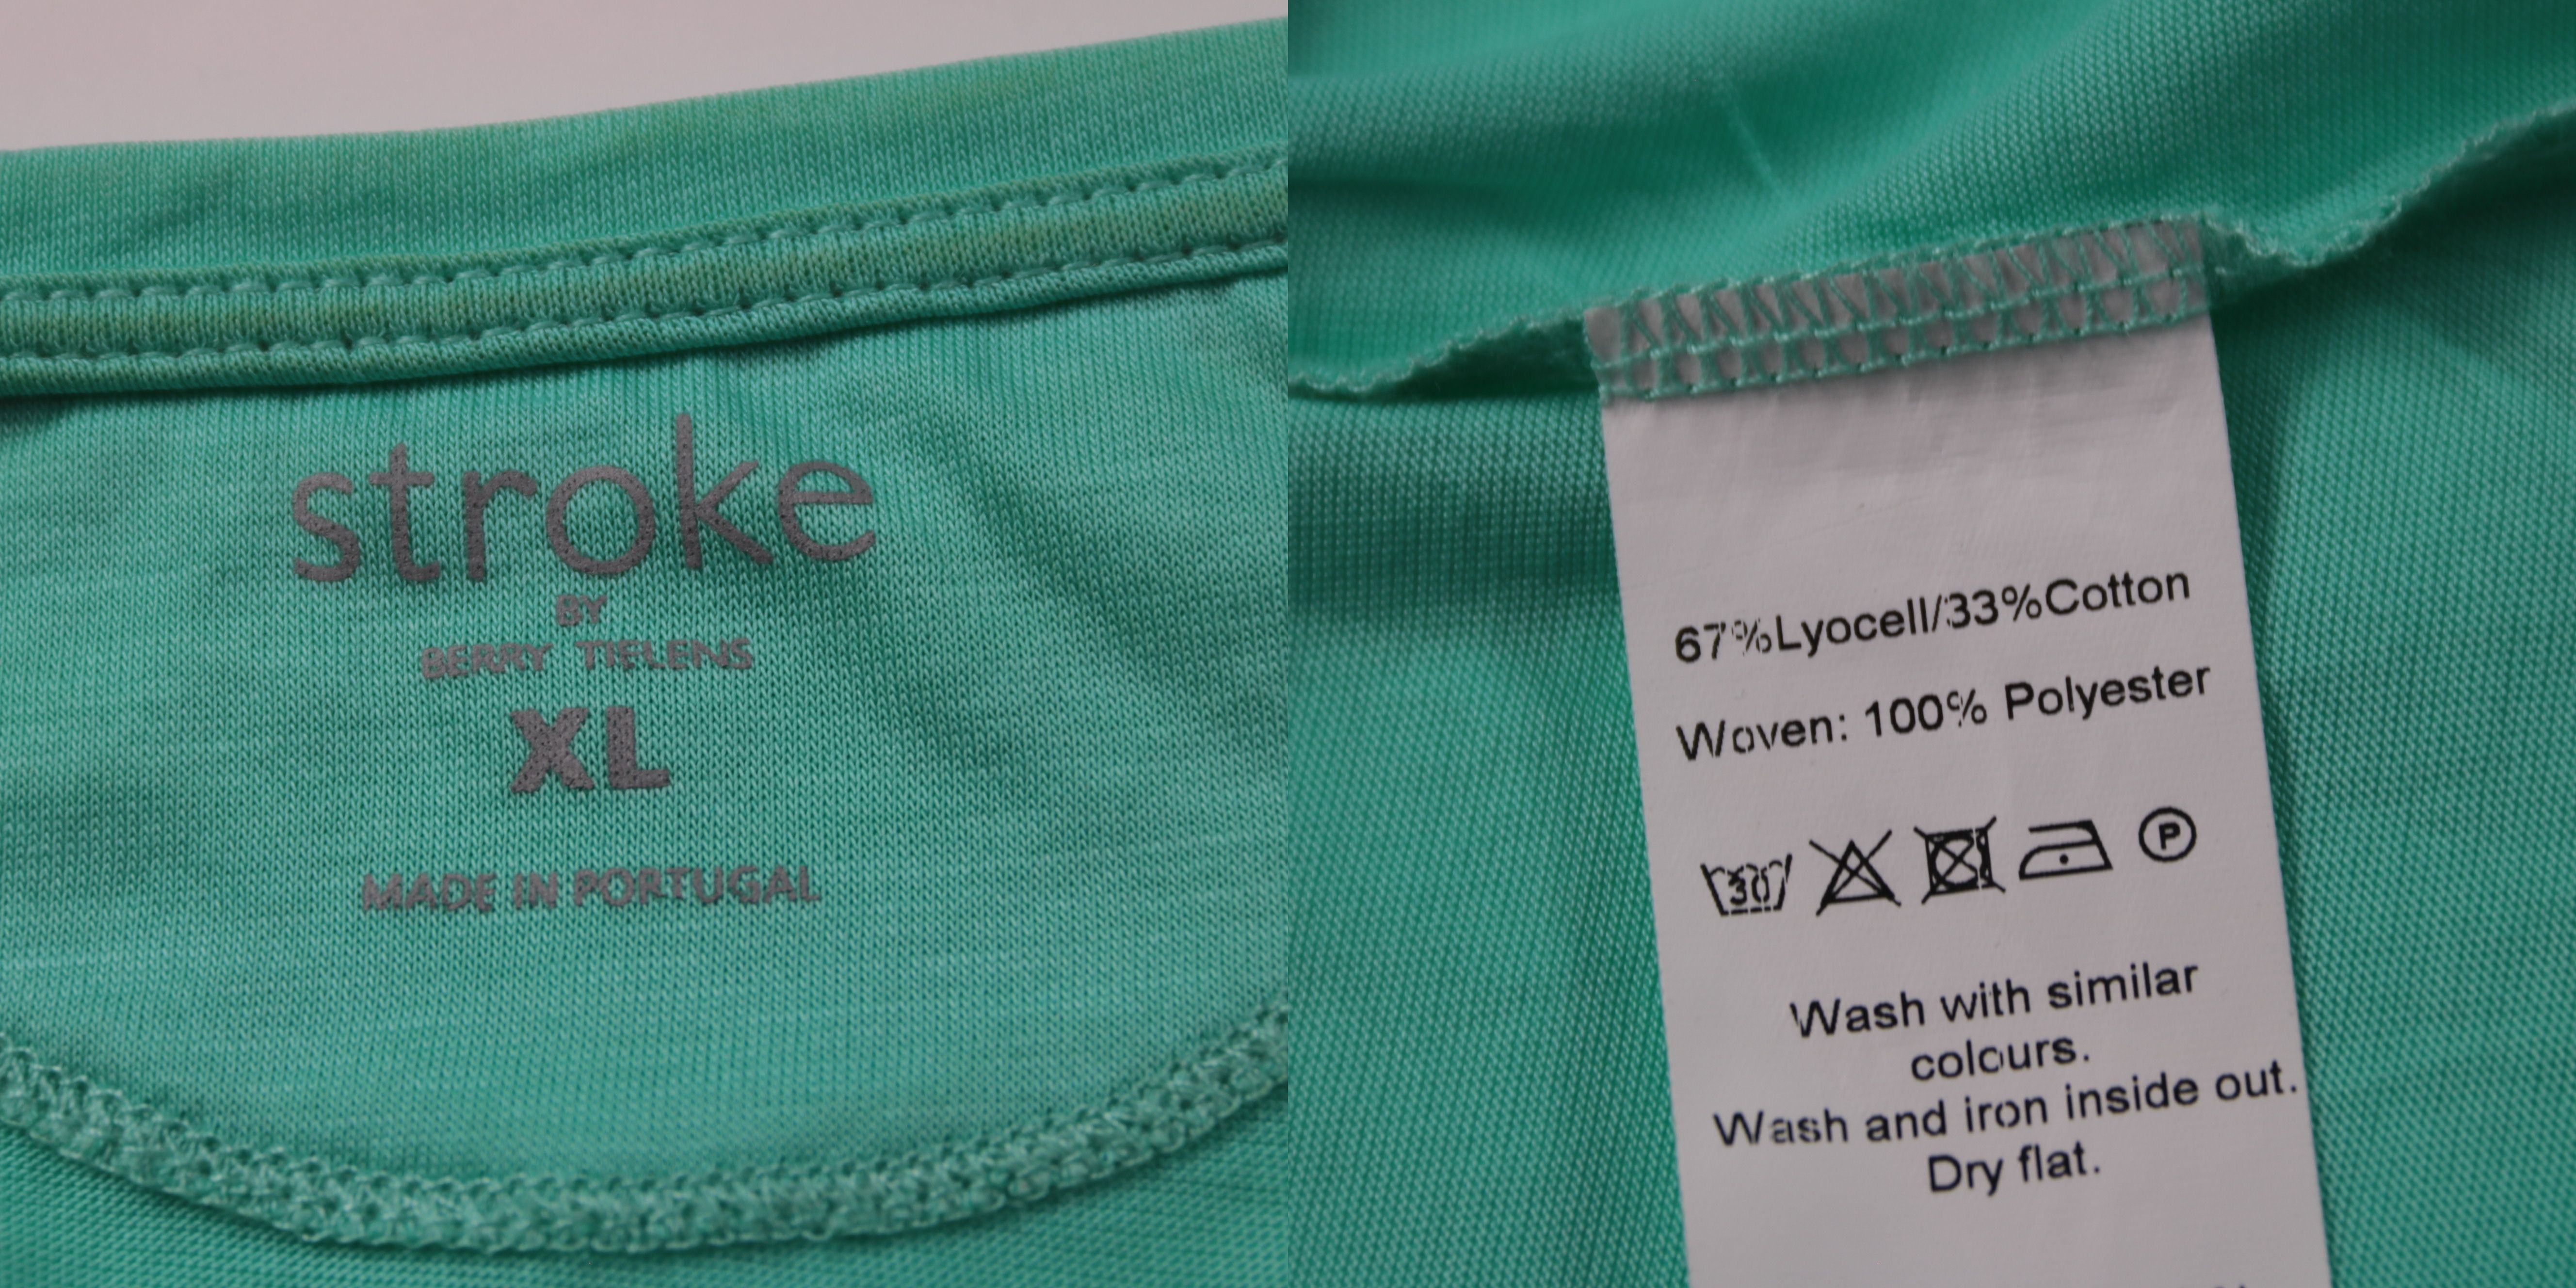 stroke
BY
BERRY TIELENS
XL
MADE IN PORTUGAL
67%Lyocell/33%Cotton
Woven: 100% Polyester
30 P
Wash with similar
colours.
Wash and iron inside out.
Dry flat.